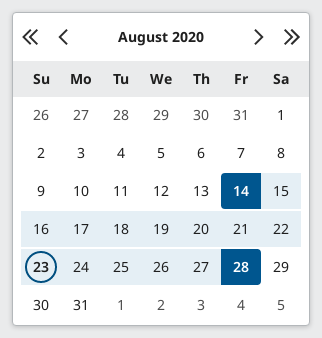 August 2020
Su Mo Tu We Th Fr Sa
26 27 28 29 30 31 1
2 3 4 5 6 7 8
9 10 11 12 13 14 15
16 17 18 19 20 21 22
23 24 25 26 27 28 29
30 31 1 2 3 4 5